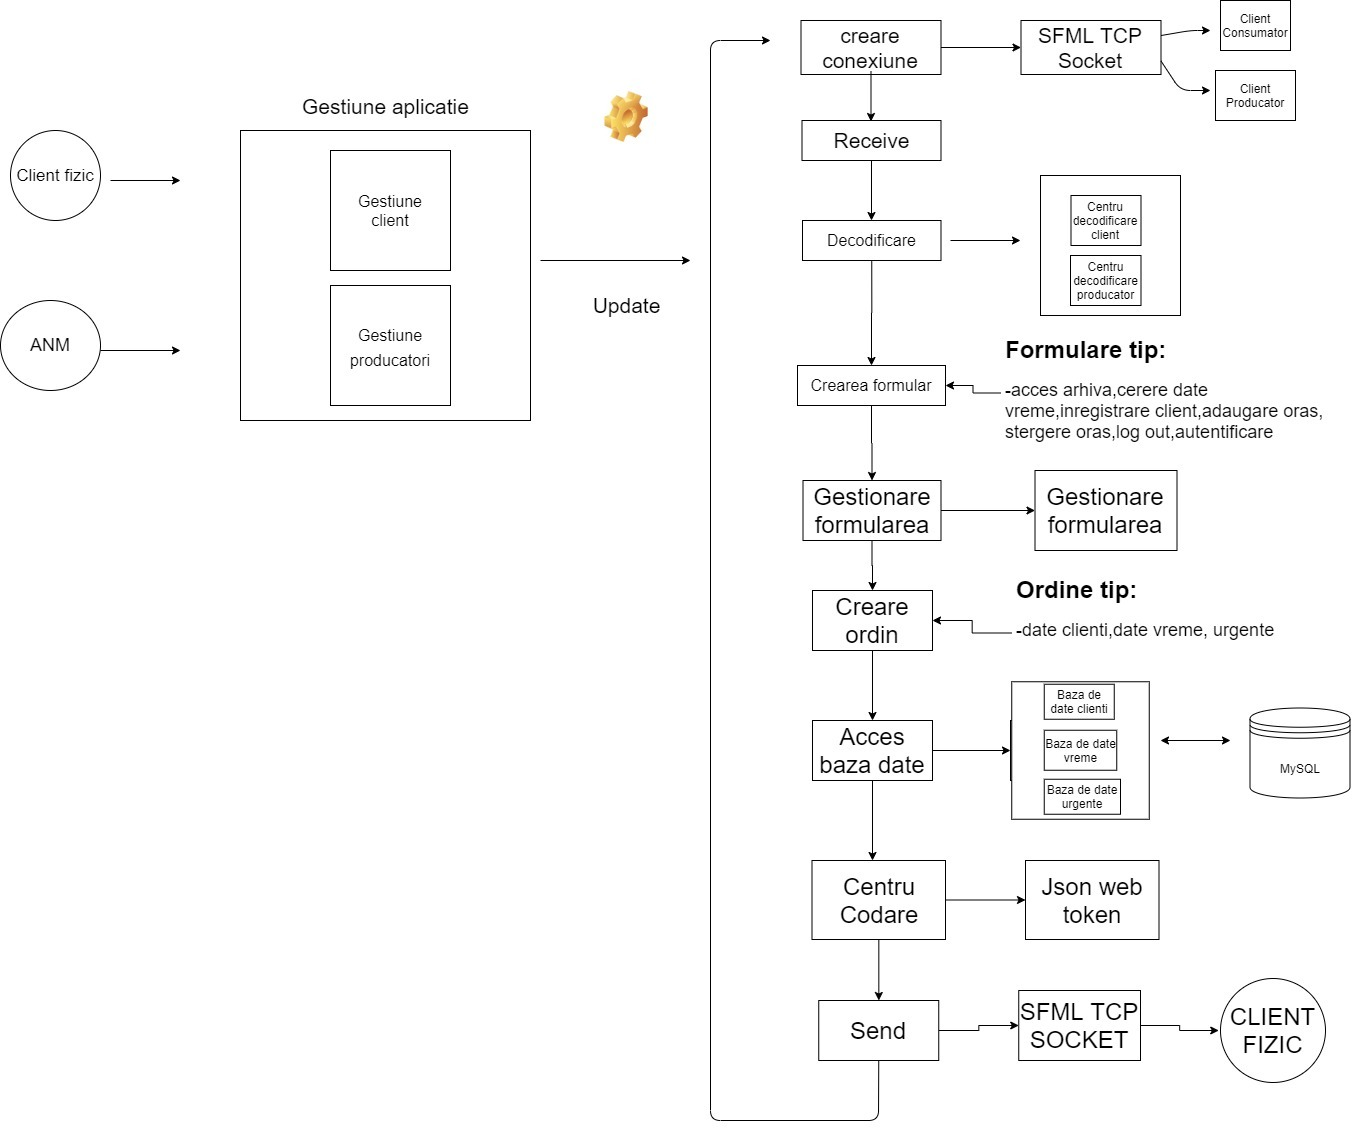 Client fizic
ANM
Gestiune aplicatie
Gestiune
client
Gestiune
producatori
Update
creare
conexiune
SFML TCP
Socket
Client
Consumator
Client
Producator
Receive
Decodificare
Centru
decodificare
client
Centru
decodificare
producator
Crearea formular
Formulare tip:
-acces arhiva,cerere date
vreme,inregistrare client,adaugare oras,
stergere oras,log out,autentificare
Gestionare
formularea
Gestionare
formularea
Creare
ordin
Ordine tip:
-date clienti,date vreme, urgente
Acces
baza date
Baza de
date clienti
Baza de date
vreme
Baza de date
urgente
MySQL
Centru
Codare
Json web
token
Send
SFML TCP
SOCKET
CLIENT
FIZIC